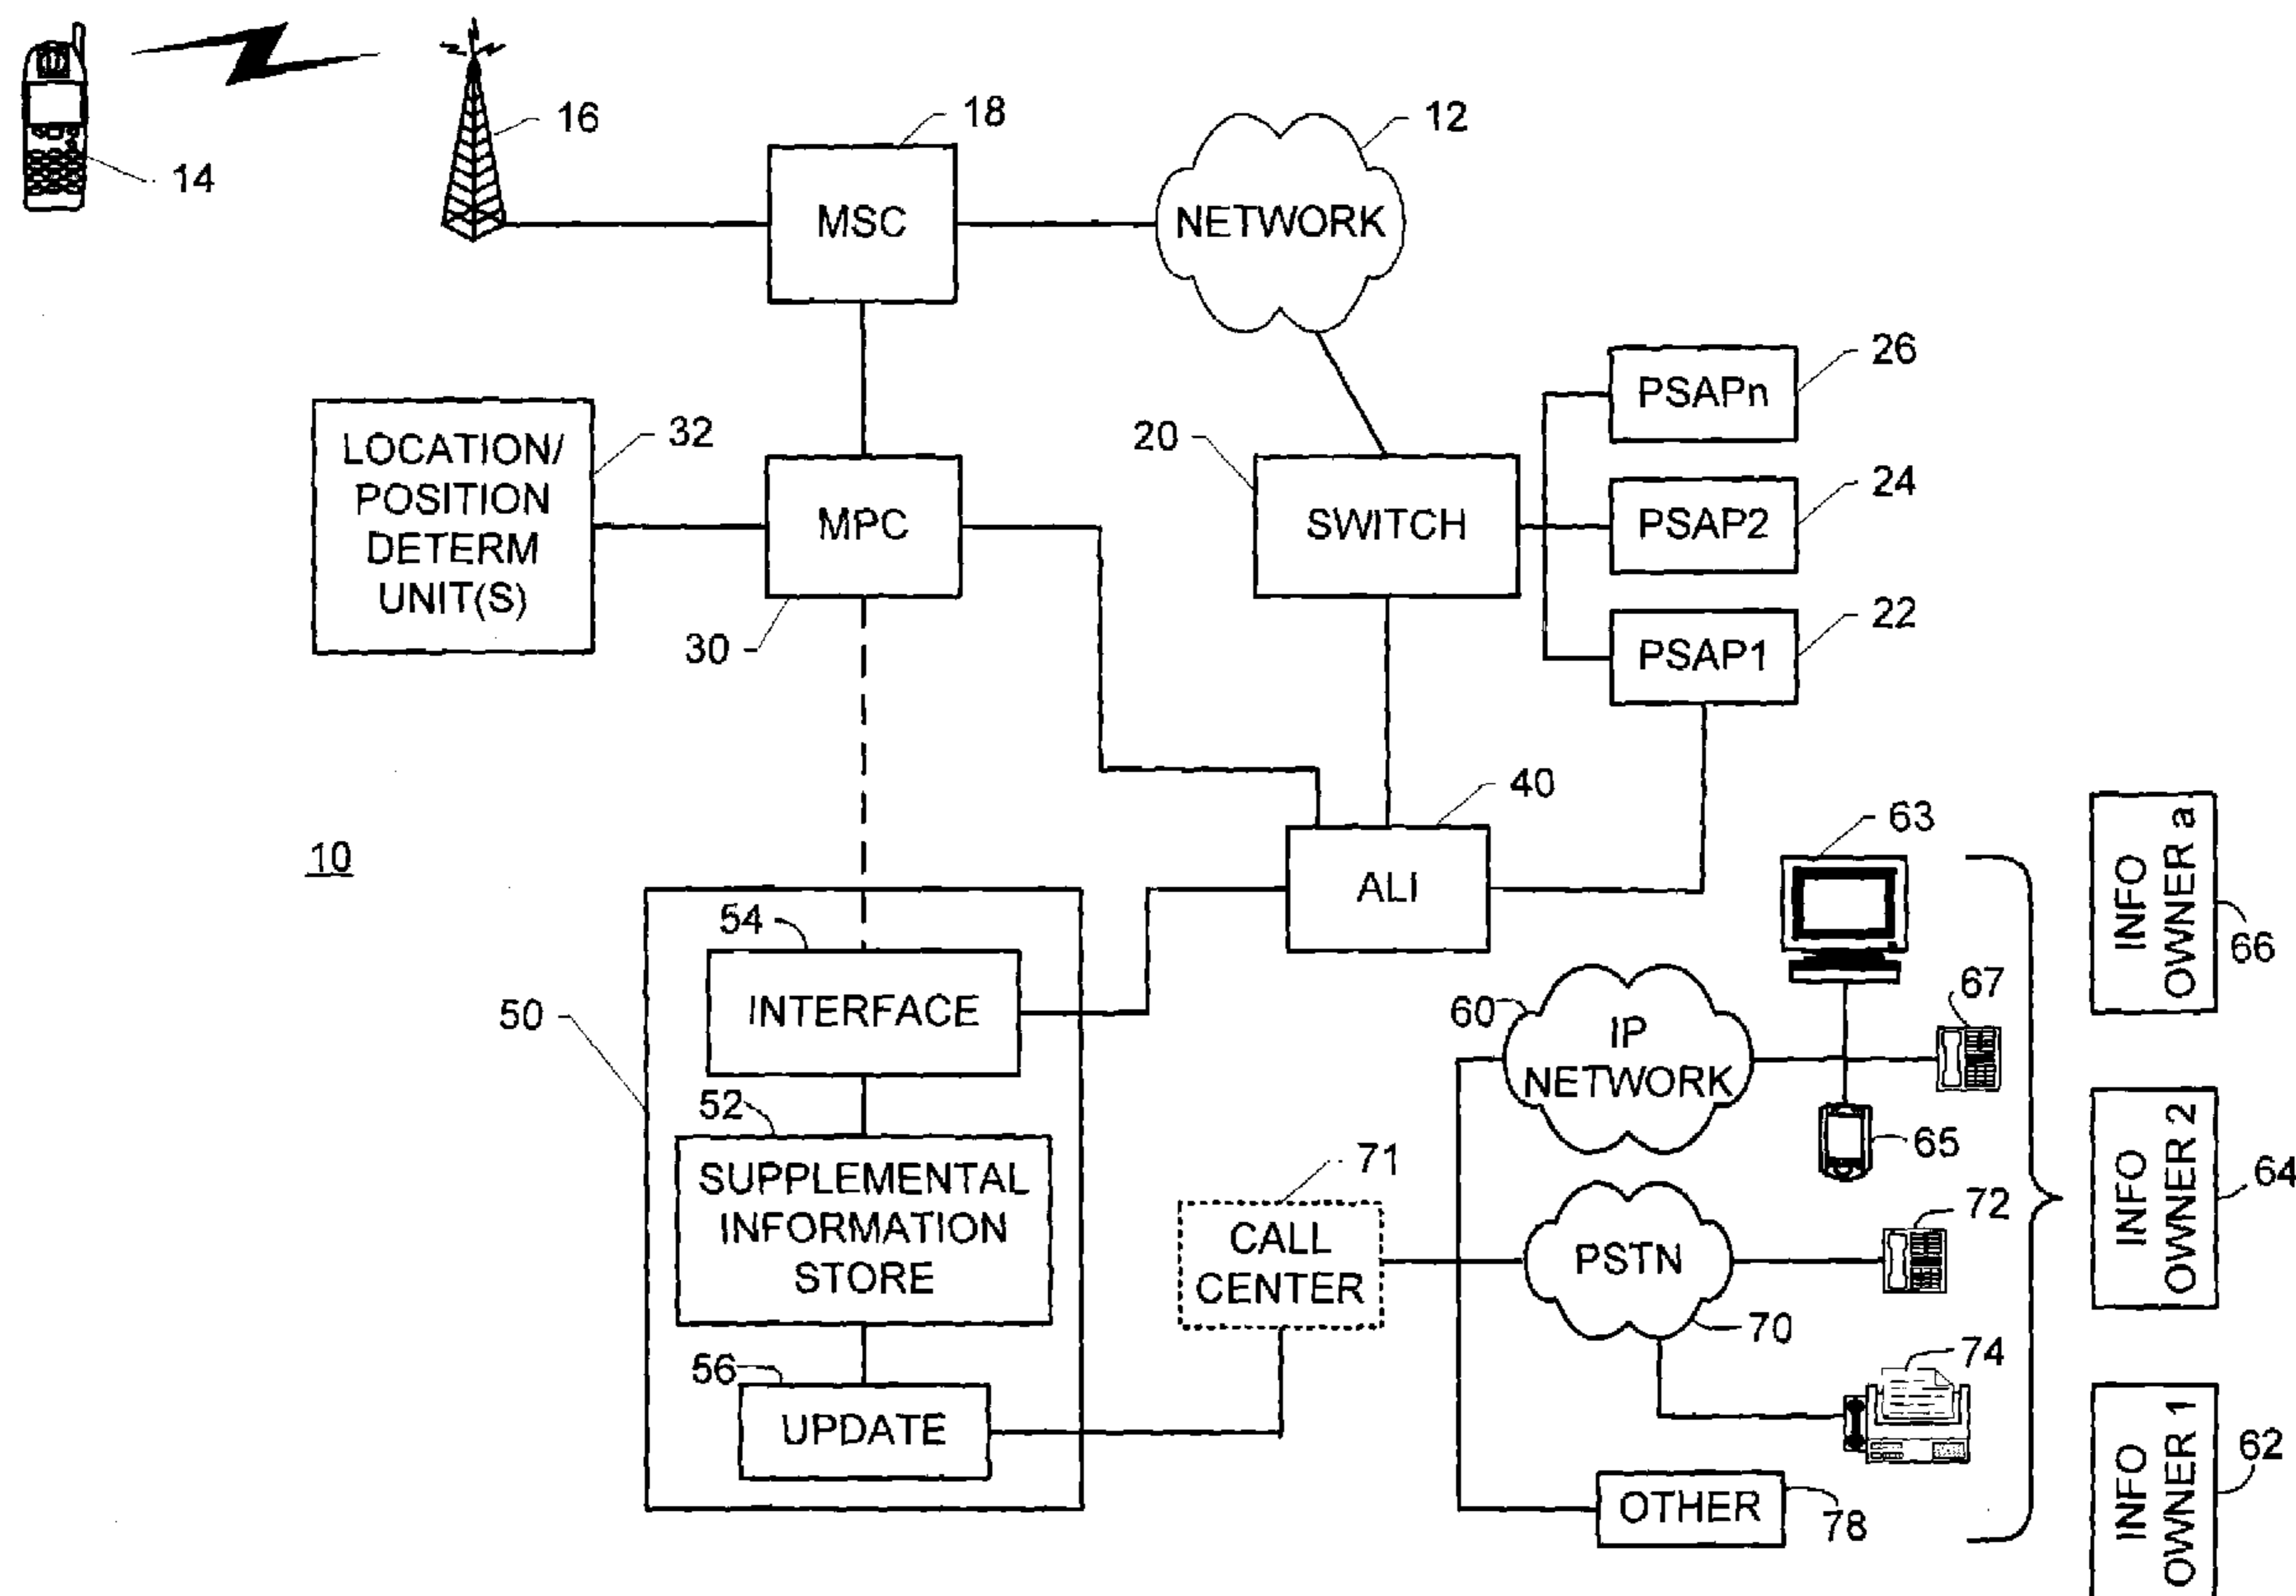 14
16
18
MSC
12
NETWORK
LOCATION/
POSITION
DETERM
UNIT(S)
32
MPC
30
20
SWITCH
26
PSAPn
24
PSAP2
22
PSAP1
40
ALI
10
50
54
INTERFACE
52
SUPPLEMENTAL
INFORMATION
STORE
56
UPDATE
71
CALL
CENTER
60
IP
NETWORK
63
67
65
PSTN
70
72
74
OTHER
78
INFO
OWNER a
66
INFO
OWNER 2
64
INFO
OWNER 1
62